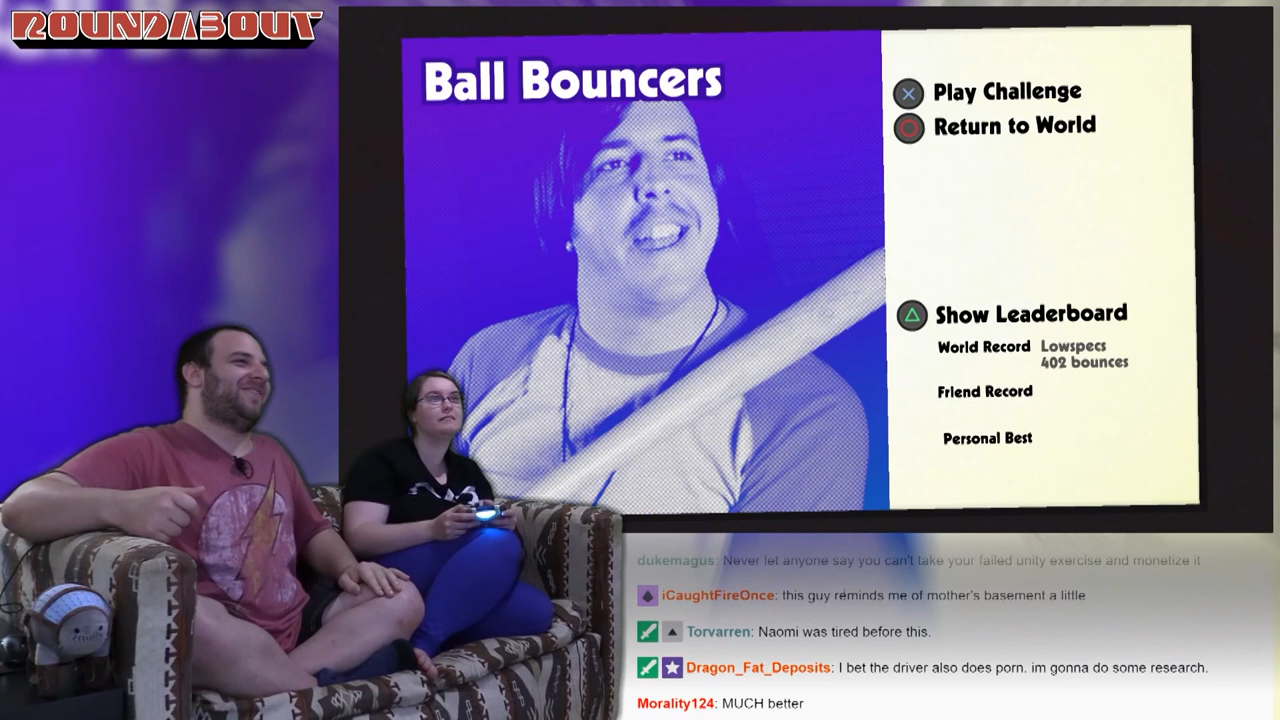 ROUNDABOUT
Ball Bouncers
Play Challenge
Return to World
Show Leaderboard
World Record Lowspecs
402 bounces
Friend Record
Personal Best
dukemagus: Never let anyone say you can't take your failed unity exercise and monetize it
iCaughtFireOnce: this guy reminds me of mother's basement a little
Torvarren: Naomi was tired before this.
Dragon_Fat_Deposits: I bet the driver also does porn. im gonna do some research.
Morality124: MUCH better